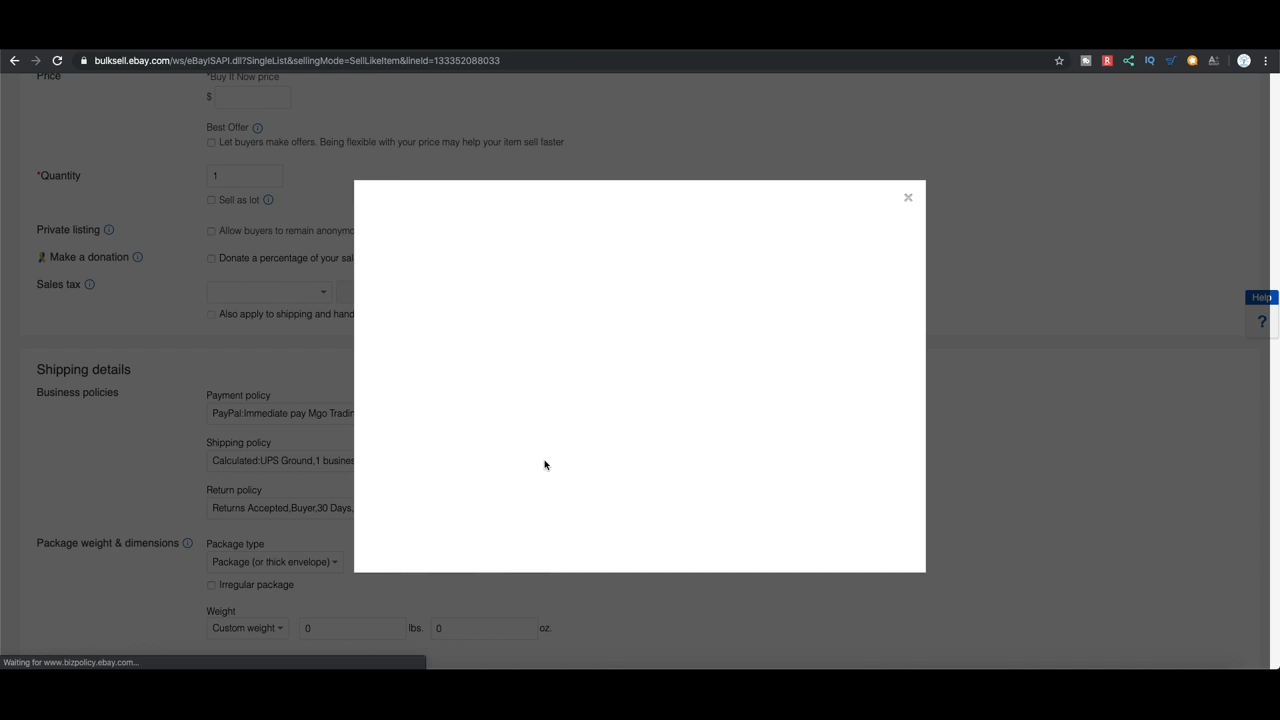 bulksell.ebay.com/ws/eBayISAPI.dll?SingleList&sellingMode=SellLikeItem&lineId=133352088033
Price
*Buy It Now price
$
Best Offer
Let buyers make offers. Being flexible with your price may help your item sell faster
*Quantity
1
Sell as lot
Private listing
Allow buyers to remain anonymo
Make a donation
Donate a percentage of your sal
Sales tax
Help
?
Also apply to shipping and hand
Shipping details
Business policies
Payment policy
PayPal:Immediate pay Mgo Tradin
Shipping policy
Calculated:UPS Ground,1 busines
Return policy
Returns Accepted,Buyer,30 Days,
Package weight & dimensions
Package type
Package (or thick envelope)
Irregular package
Weight
Custom weight 0 lbs. 0 oz.
Waiting for www.bizpolicy.ebay.com...